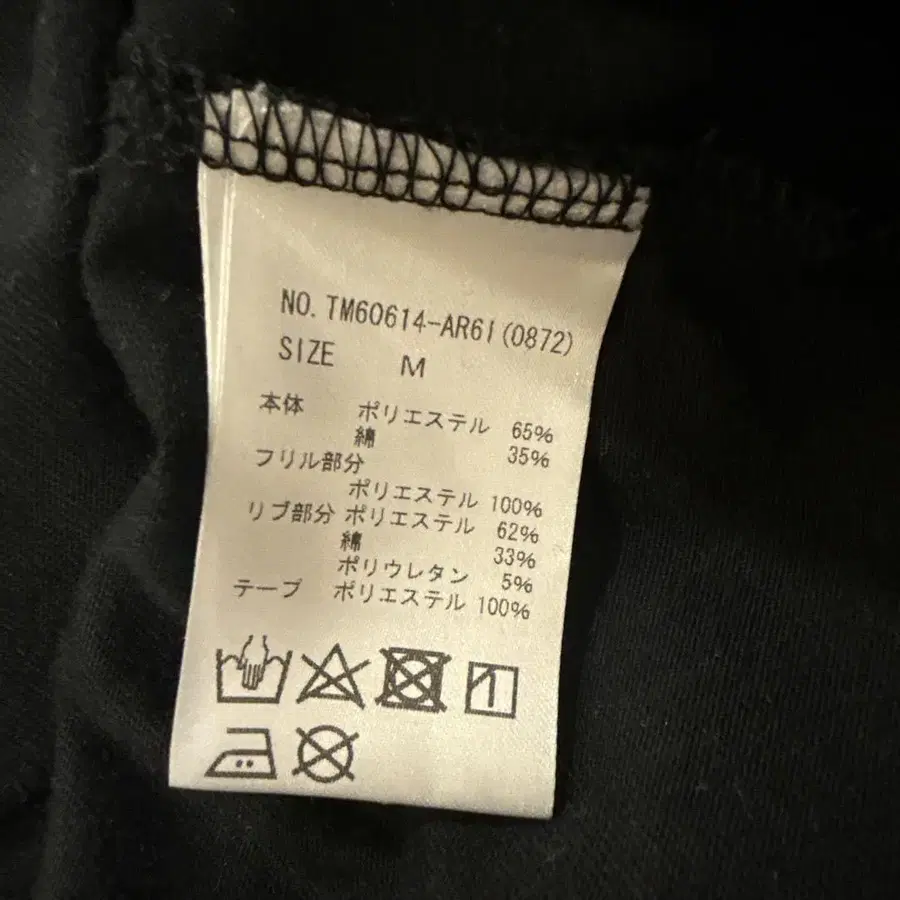 NO. TM60614-AR6I(0872)
SIZE M
本体 ポリエステル 65%
綿 35%
フリル部分
ポリエステル 100%
リブ部分 ポリエステル 62%
綿 33%
ポリウレタン 5%
テープ ポリエステル 100%